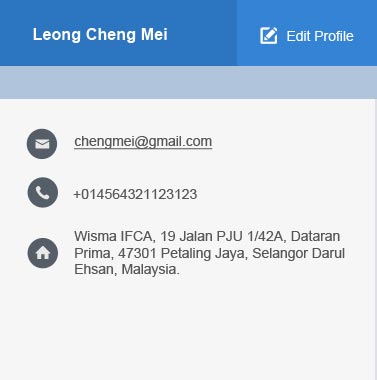 Leong Cheng Mei
Edit Profile
chengmei@gmail.com
+014564321123123
Wisma IFCA, 19 Jalan PJU 1/42A, Dataran
Prima, 47301 Petaling Jaya, Selangor Darul
Ehsan, Malaysia.